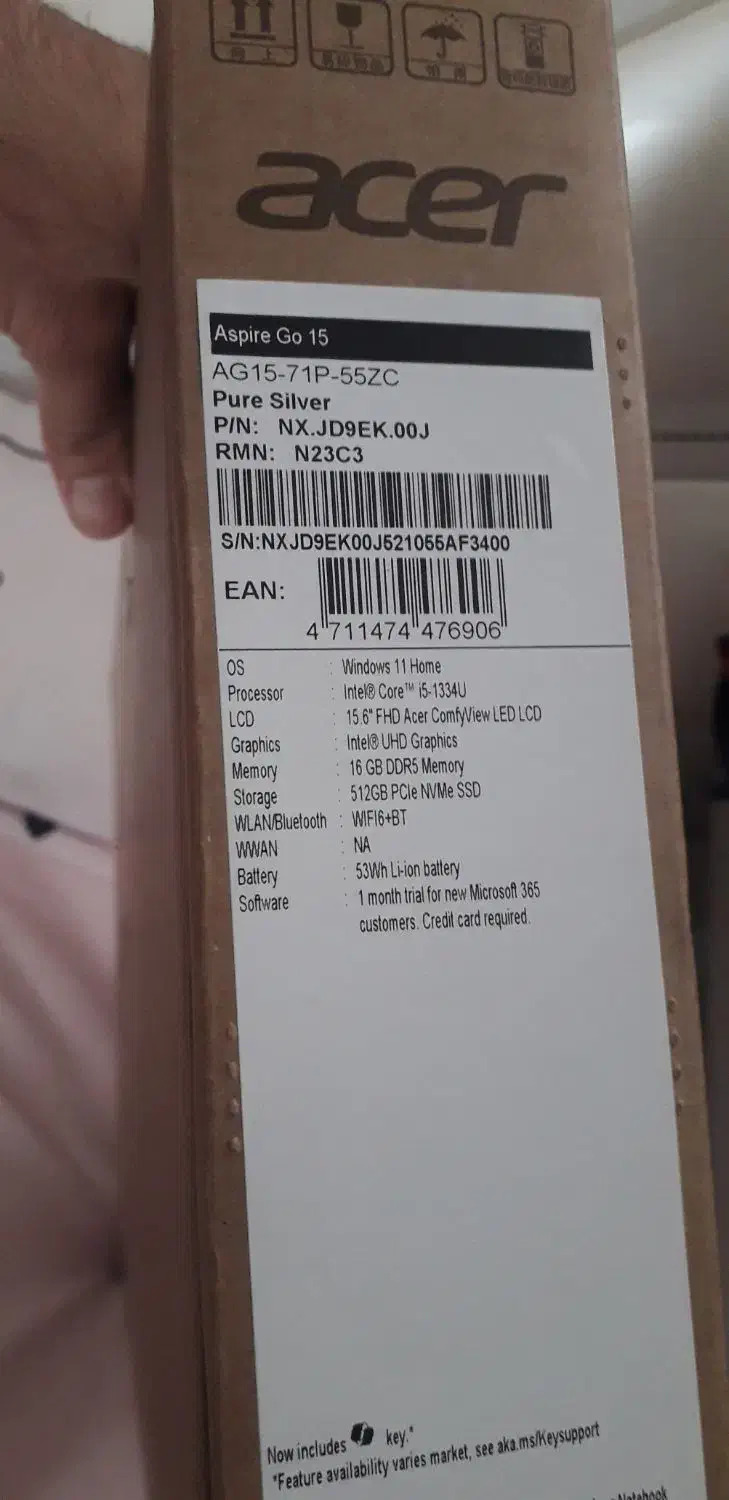 acer
Aspire Go 15
AG15-71P-55ZC
Pure Silver
P/N: NX.JD9EK.00J
RMN: N23C3
S/N:NXJD9EK00J521055AF3400
EAN:
4 711474 476906
OS : Windows 11 Home
Processor : Intel® Core™ i5-1334U
LCD : 15.6" FHD Acer ComfyView LED LCD
Graphics : Intel® UHD Graphics
Memory : 16 GB DDR5 Memory
Storage : 512GB PCIe NVMe SSD
WLAN/Bluetooth : WIFI6+BT
WWAN : NA
Battery : 53Wh Li-ion battery
Software : 1 month trial for new Microsoft 365
customers. Credit card required.
Now includes key.*
*Feature availability varies market, see aka.ms/Keysupport
Notebook